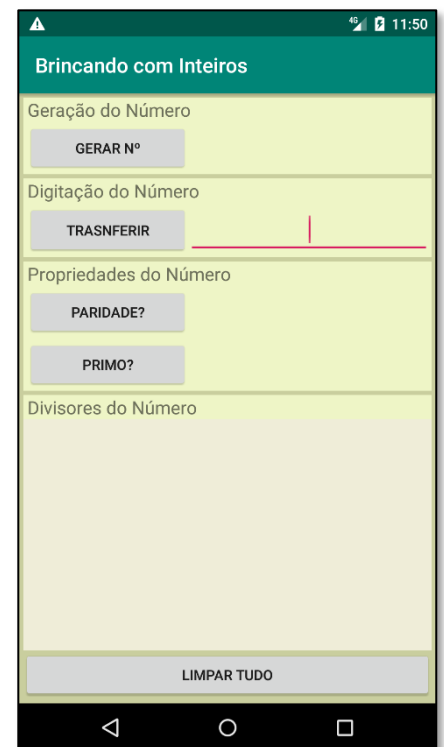 4G 11:50
Brincando com Inteiros
Geração do Número
GERAR Nº
Digitação do Número
TRASNFERIR
Propriedades do Número
PARIDADE?
PRIMO?
Divisores do Número
LIMPAR TUDO